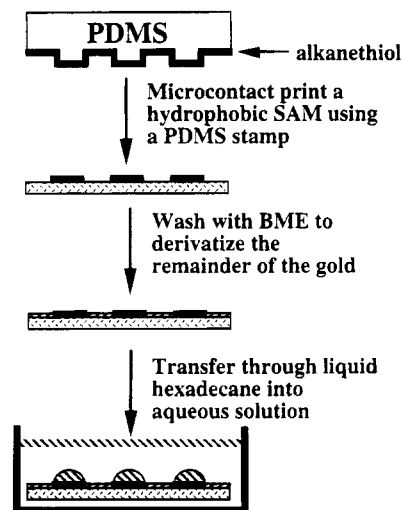 PDMS
alkanethiol
Microcontact print a
hydrophobic SAM using
a PDMS stamp
Wash with BME to
derivatize the
remainder of the gold
Transfer through liquid
hexadecane into
aqueous solution